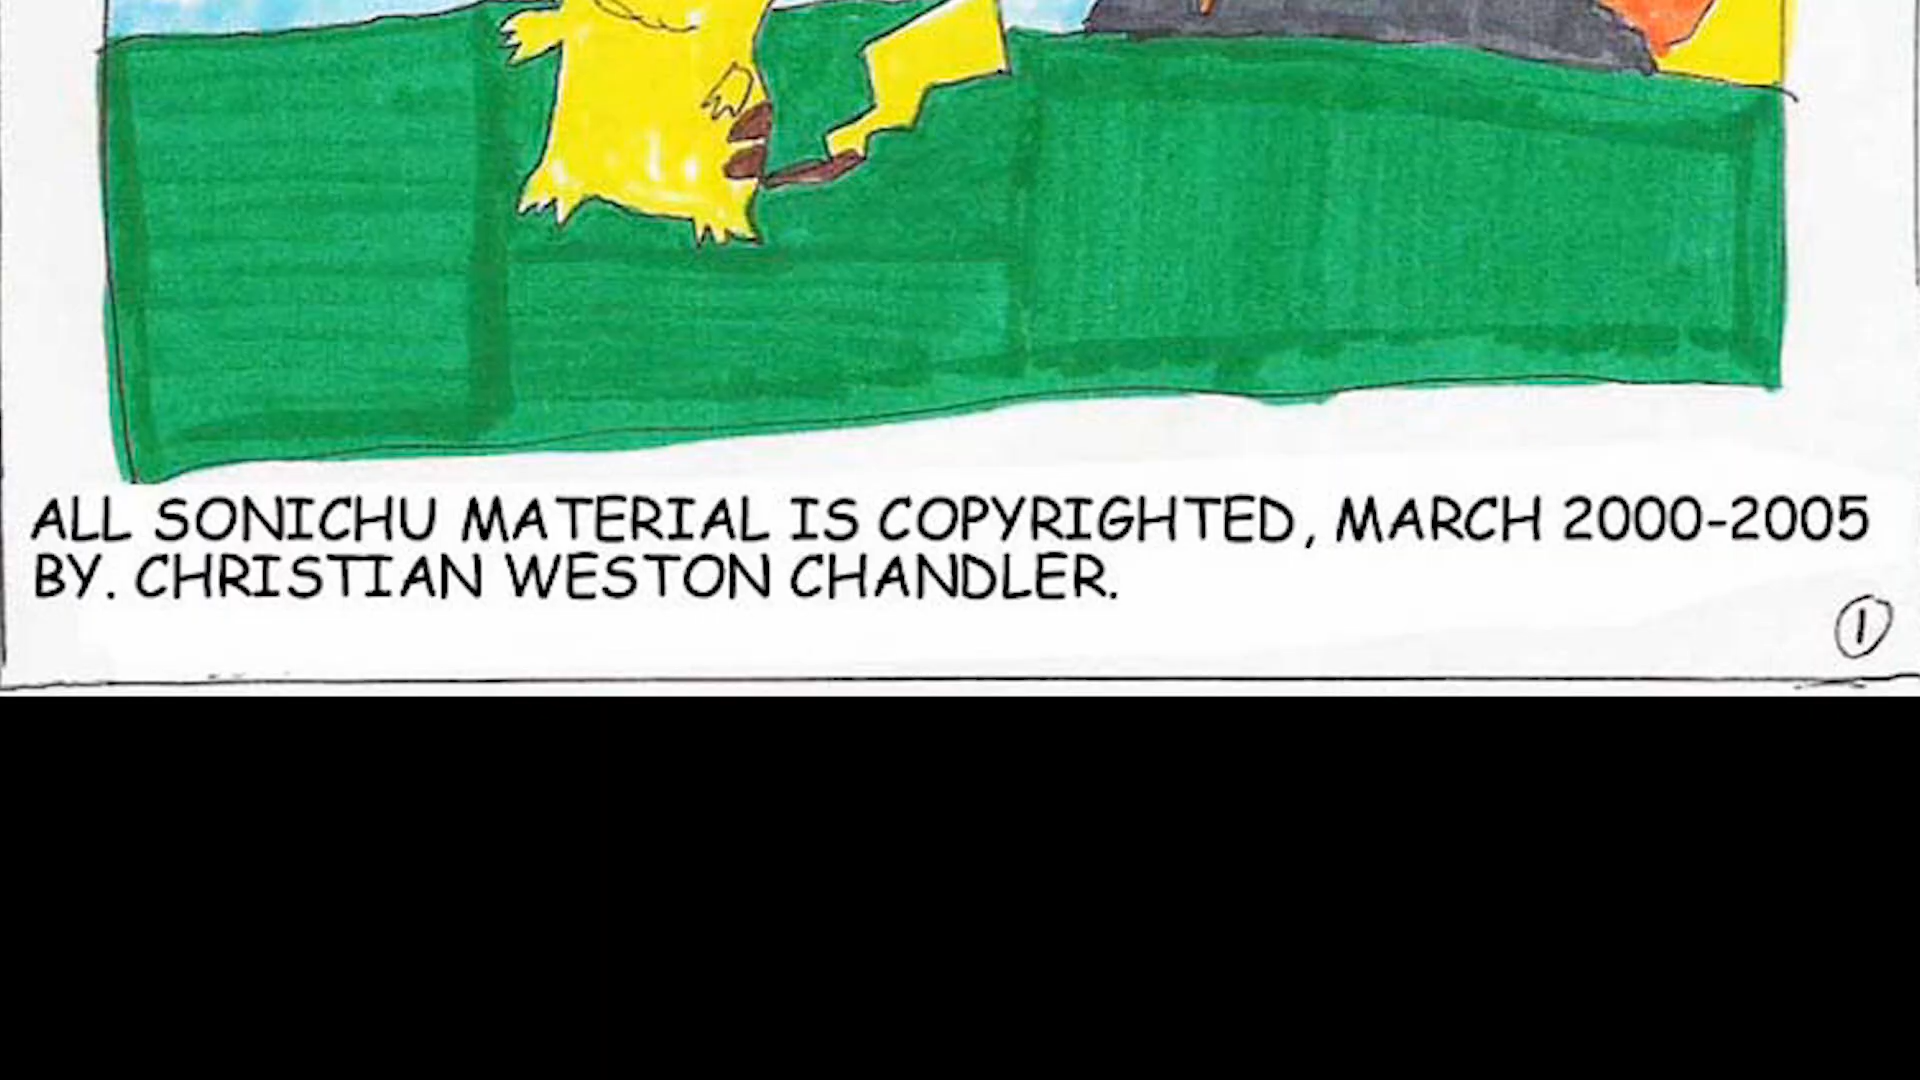 ALL SONICHU MATERIAL IS COPYRIGHTED, MARCH 2000-2005
BY. CHRISTIAN WESTON CHANDLER.
1